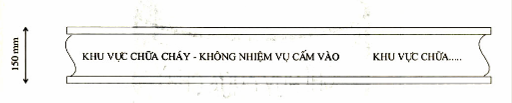 150 mm
KHU VỰC CHỮA CHÁY - KHÔNG NHIỆM VỤ CẤM VÀO KHU VỰC CHỮA.....